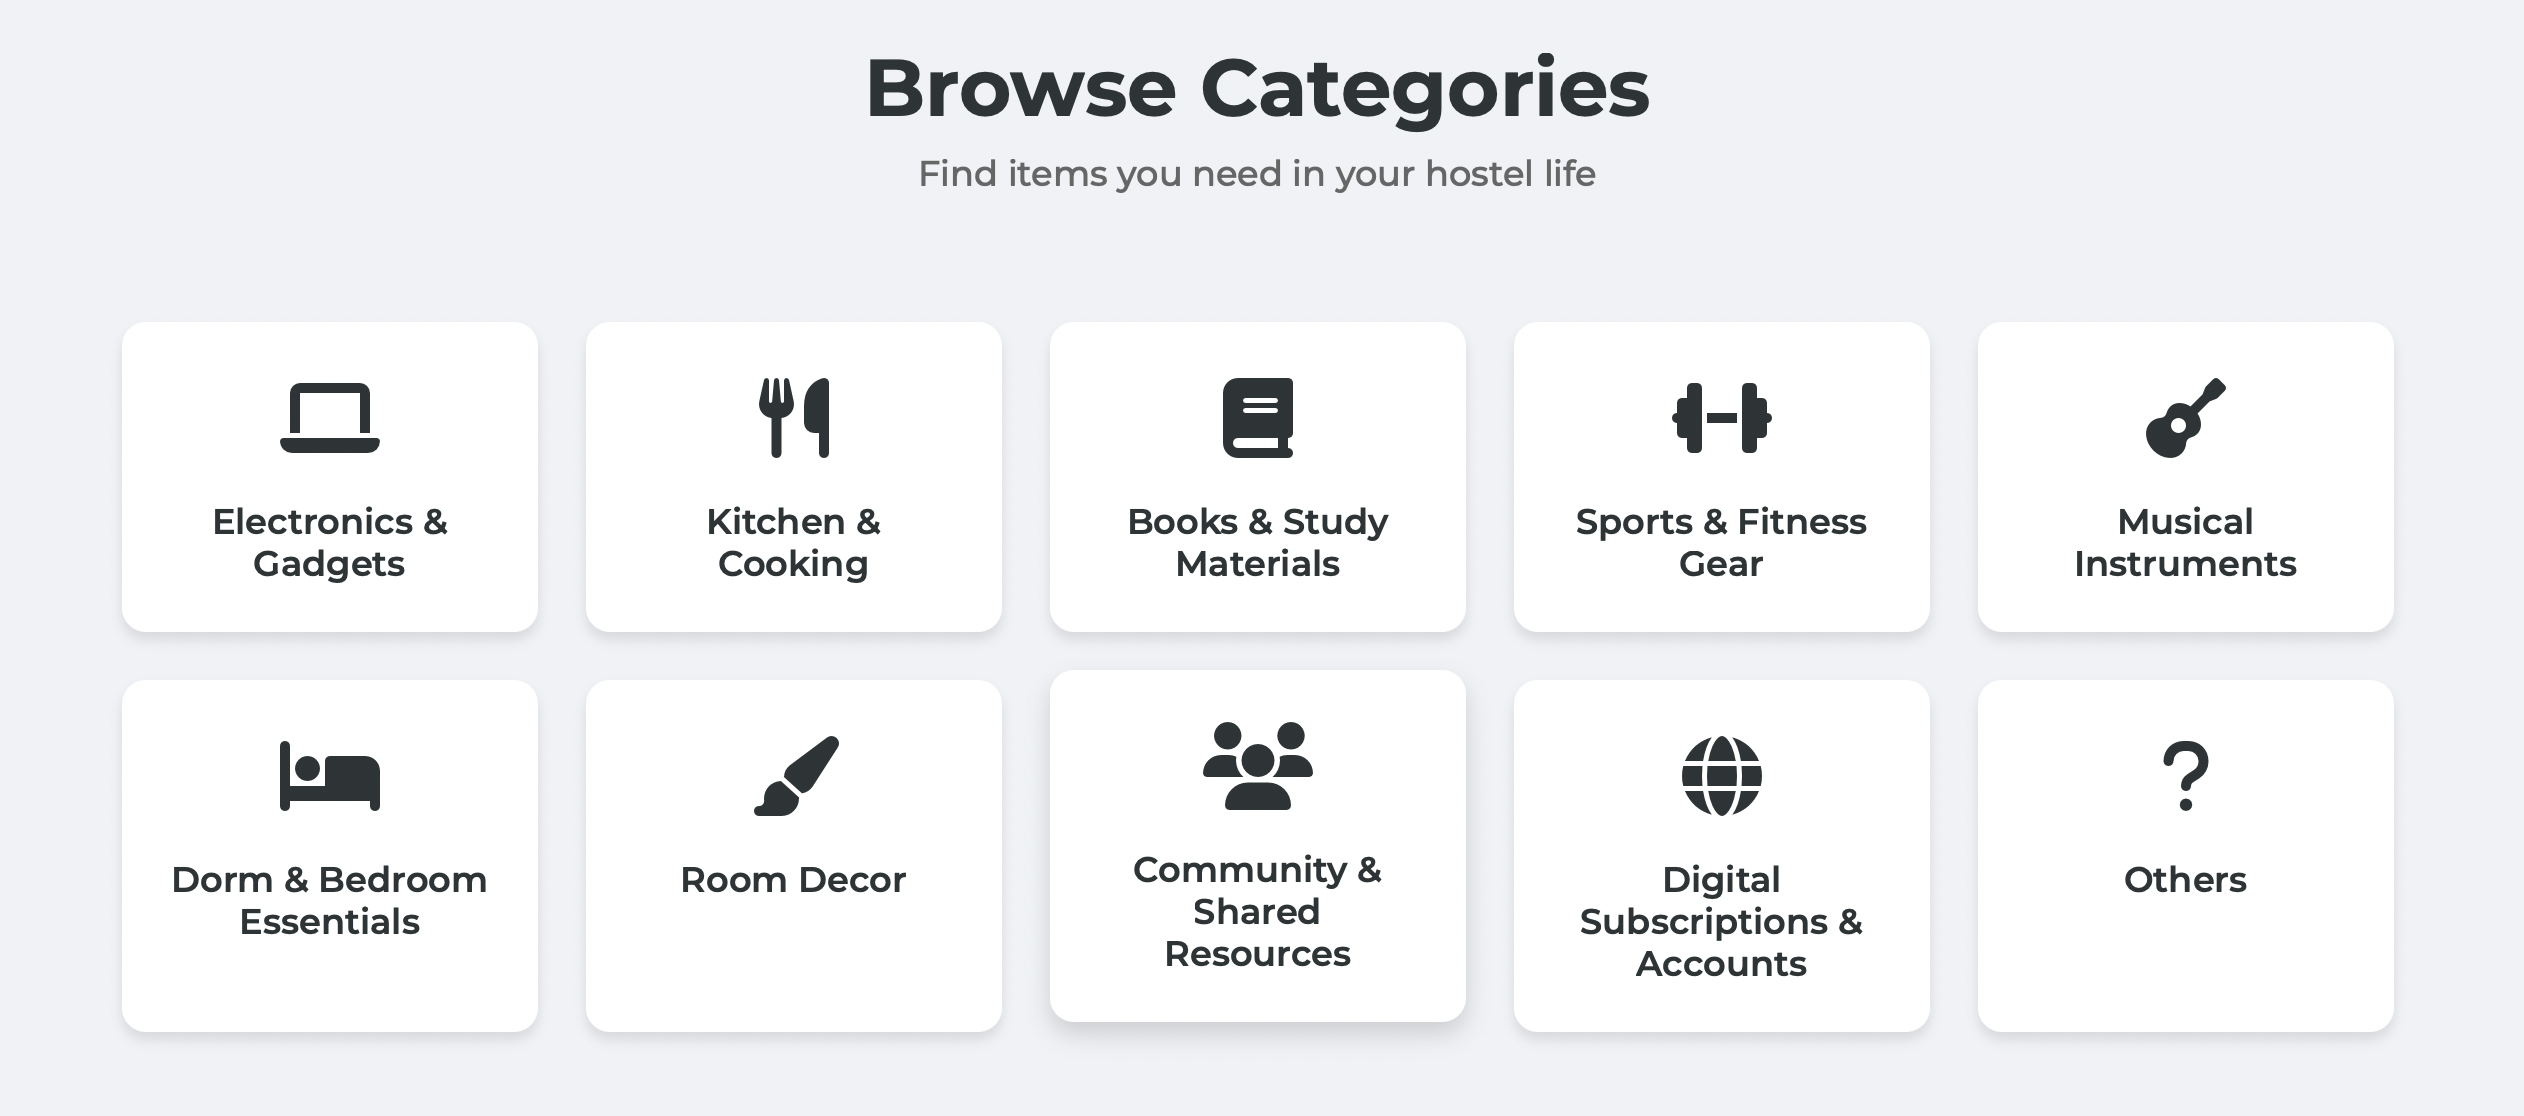 Browse Categories
Find items you need in your hostel life
Electronics &
Gadgets
Kitchen &
Cooking
Books & Study
Materials
Sports & Fitness
Gear
Musical
Instruments
Dorm & Bedroom
Essentials
Room Decor
Community &
Shared
Resources
Digital
Subscriptions &
Accounts
Others